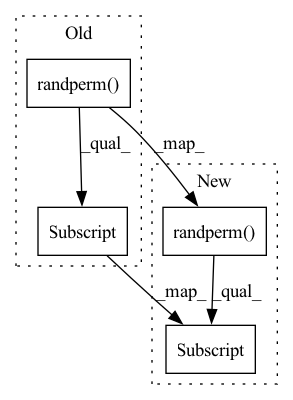 Old
randperm()
_qual_
_map_
New
Subscript
randperm()
_map_
_qual_
Subscript